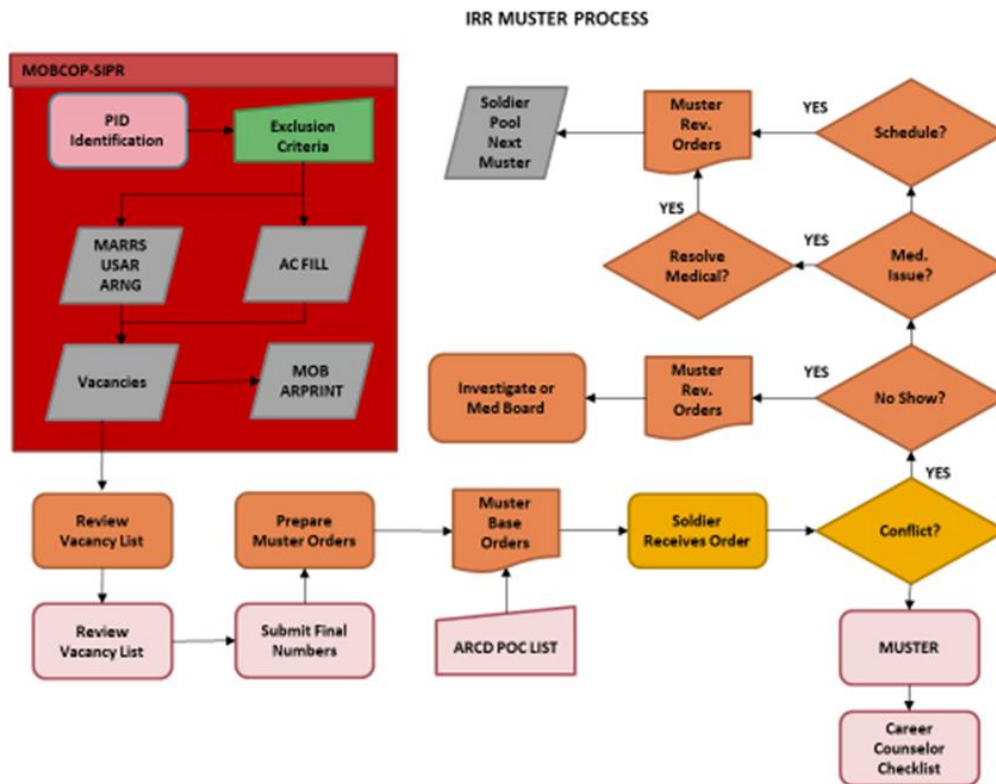 IRR MUSTER PROCESS
MOBCOP-SIPR
PID
Identification
Exclusion
Criteria
MARRS
USAR
ARNG
AC FILL
Vacancies
MOB
ARPRINT
Soldier
Pool
Next
Muster
Muster
Rev.
Orders
YES
Schedule?
YES
Resolve
Medical?
YES
Med.
Issue?
Investigate or
Med Board
Muster
Rev.
Orders
YES
No Show?
YES
Review
Vacancy List
Prepare
Muster Orders
Muster
Base
Orders
Soldier
Receives Order
Conflict?
Review
Vacancy List
Submit Final
Numbers
ARCD POC LIST
MUSTER
Career
Counselor
Checklist